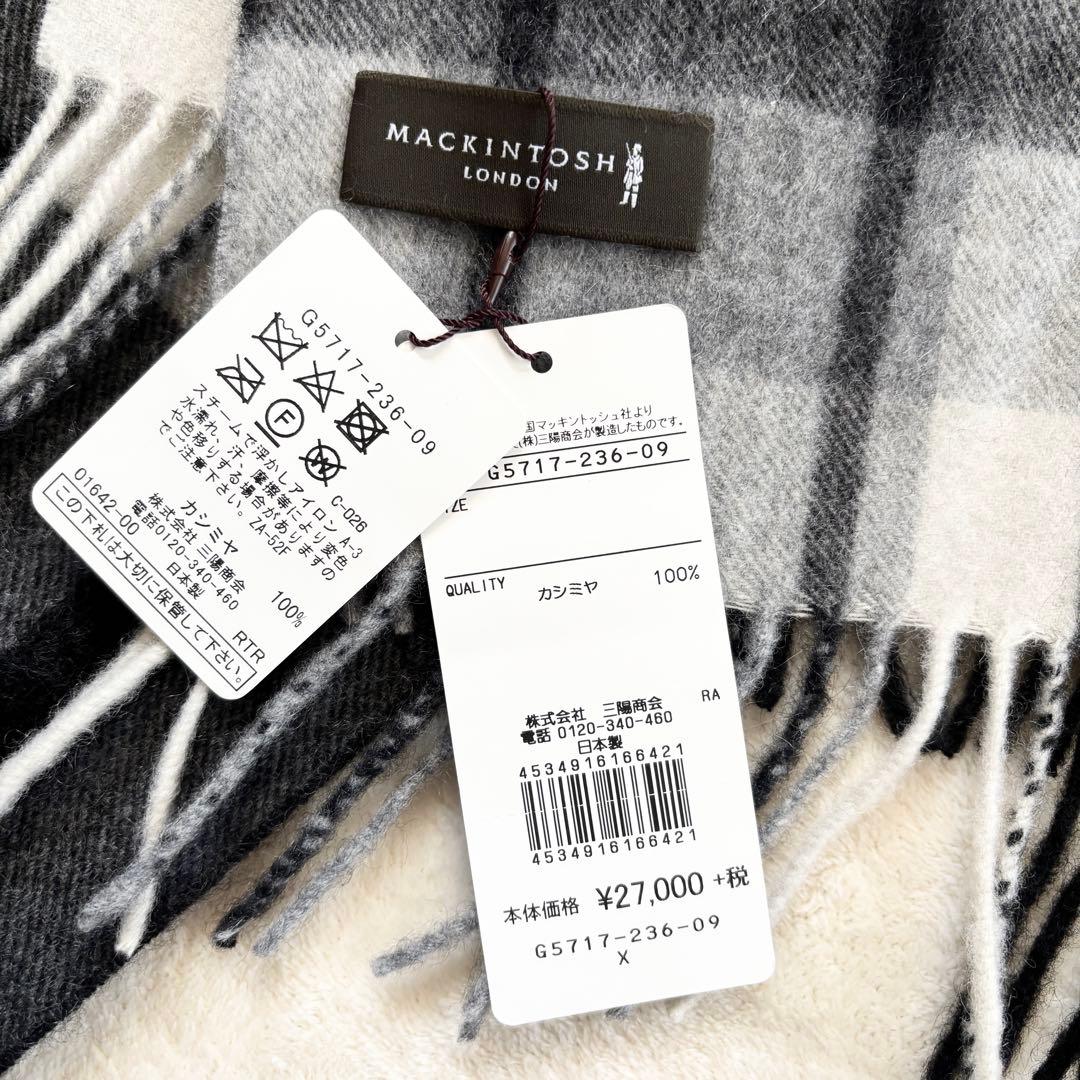 MACKINTOSH
LONDON
G5717-236-09
F
W
C-026
スチームで浮かしアイロン A-3
水濡れ、汗、摩擦等により変色
や色移りする場合がありますの
でご注意下さい。 ZA-52F
01642-00
カシミヤ 100%
株式会社 三陽商会
電話0120-340-460
日本製 RTR
この下札は大切に保管して下さい。
国マッキントッシュ社より
(株)三陽商会が製造したものです。
G5717-236-09
ZE
QUALITY カシミヤ 100%
RA
株式会社 三陽商会
電話 0120-340-460
日本製
4534916166421
4534916166421
本体価格 ¥27,000 +税
G5717-236-09
X